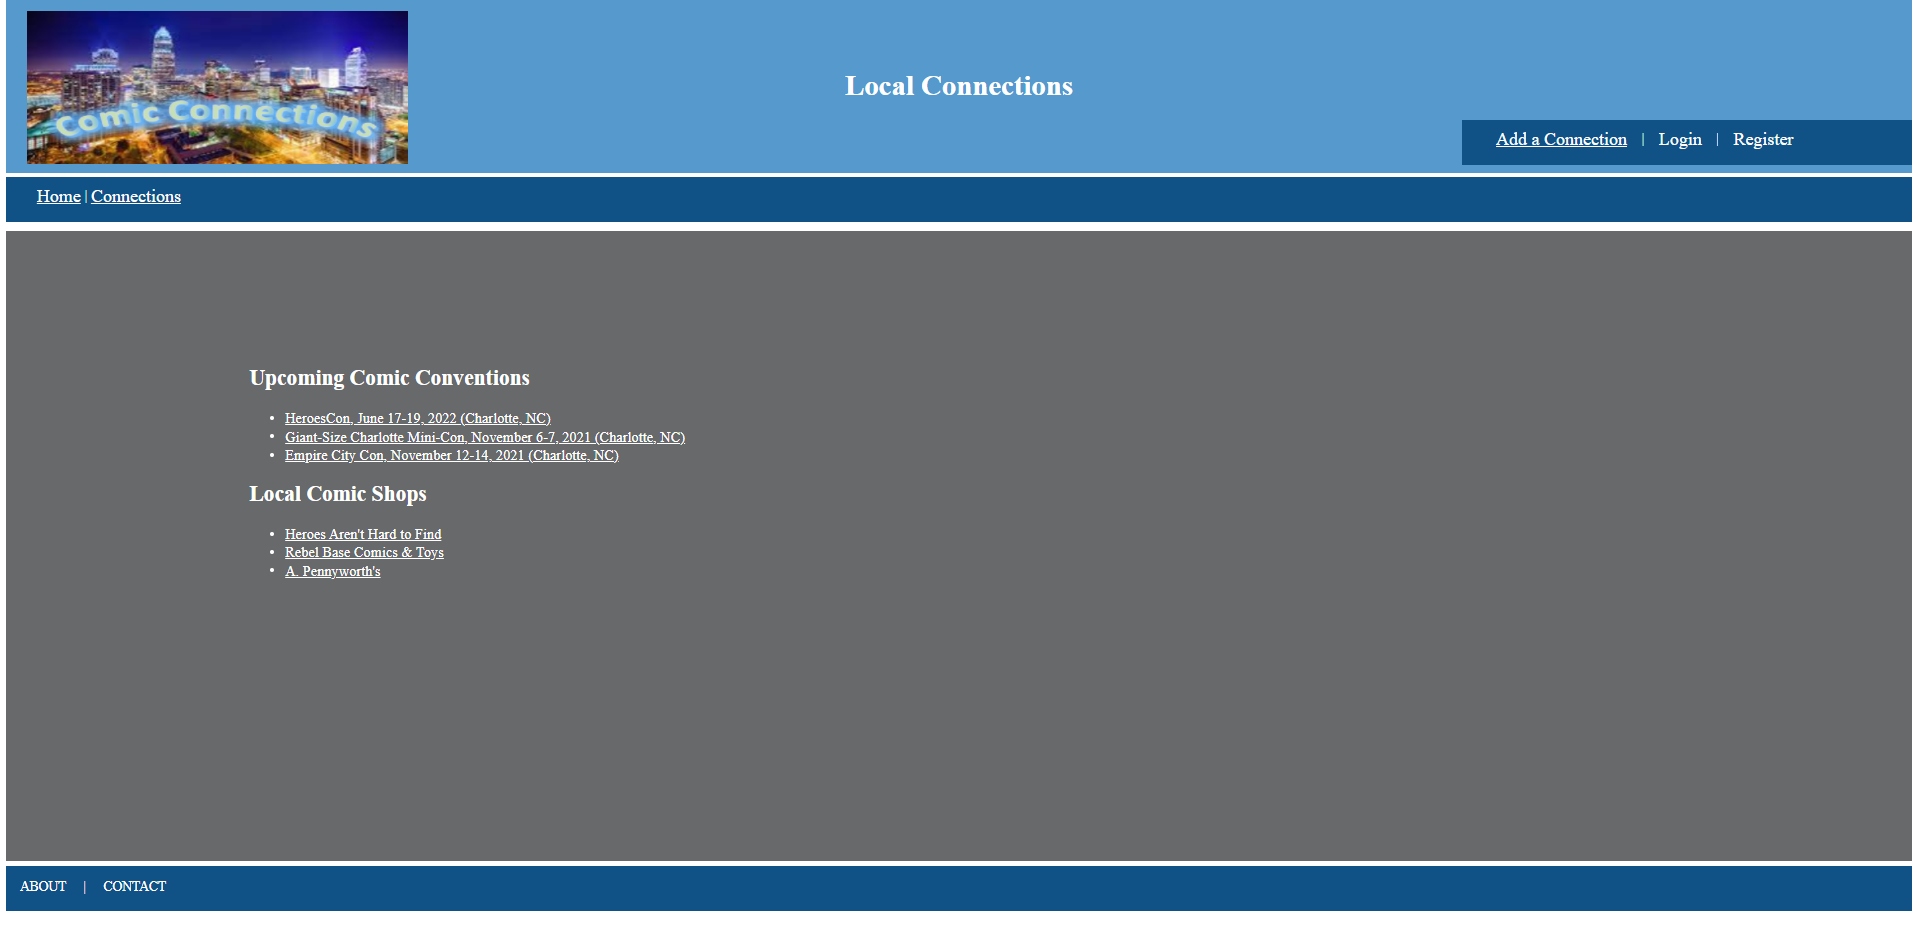 Comic Connections
Local Connections
Add a Connection | Login | Register
Home | Connections
Upcoming Comic Conventions
• HeroesCon, June 17-19, 2022 (Charlotte, NC)
• Giant-Size Charlotte Mini-Con, November 6-7, 2021 (Charlotte, NC)
• Empire City Con, November 12-14, 2021 (Charlotte, NC)
Local Comic Shops
• Heroes Aren't Hard to Find
• Rebel Base Comics & Toys
• A. Pennyworth's
ABOUT | CONTACT